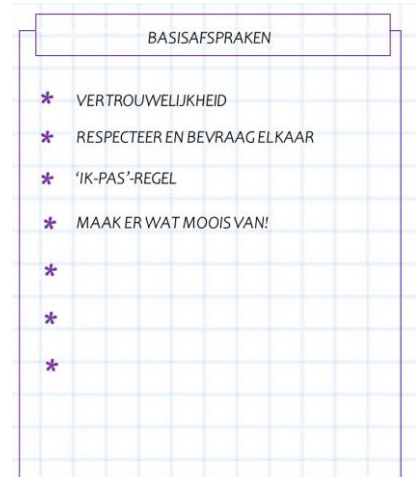 BASISAFSPRAKEN
* VERTROUWELIJKHEID
* RESPECTEER EN BEVRAAG ELKAAR
* ‘IK-PAS’-REGEL
* MAAK ER WAT MOOIS VAN!
*
*
*